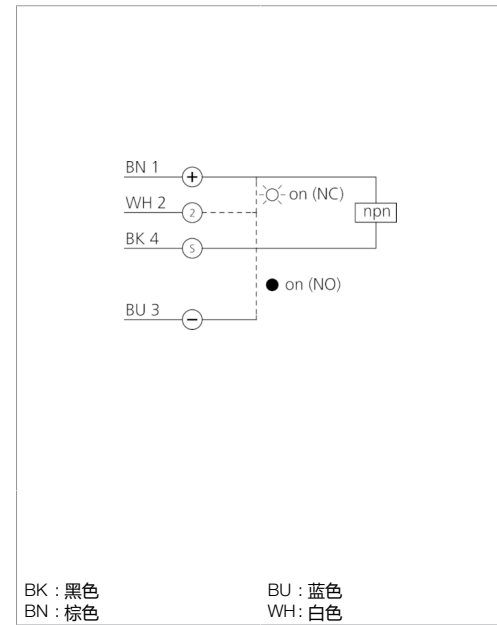 BN 1 +
on (NC)
WH 2 2
npn
BK 4 S
on (NO)
BU 3 −
BK : 黑色 BU : 蓝色
BN : 棕色 WH : 白色